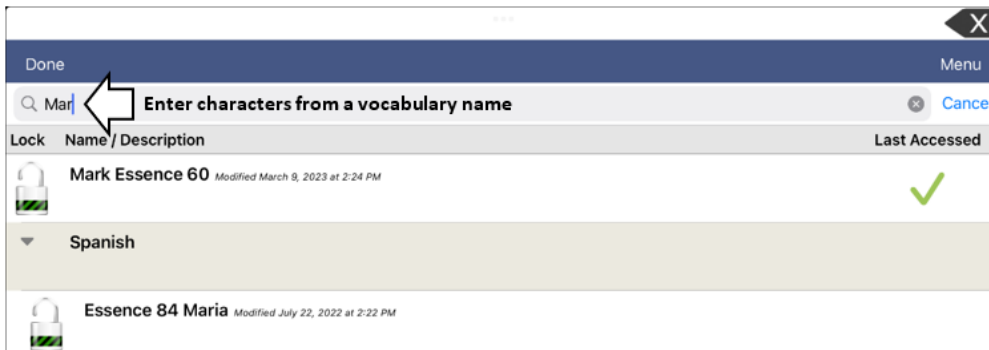 X
Done Menu
Mar Enter characters from a vocabulary name Cance
Lock Name / Description Last Accessed
Mark Essence 60 Modified March 9, 2023 at 2:24 PM
Spanish
Essence 84 Maria Modified July 22, 2022 at 2:22 PM